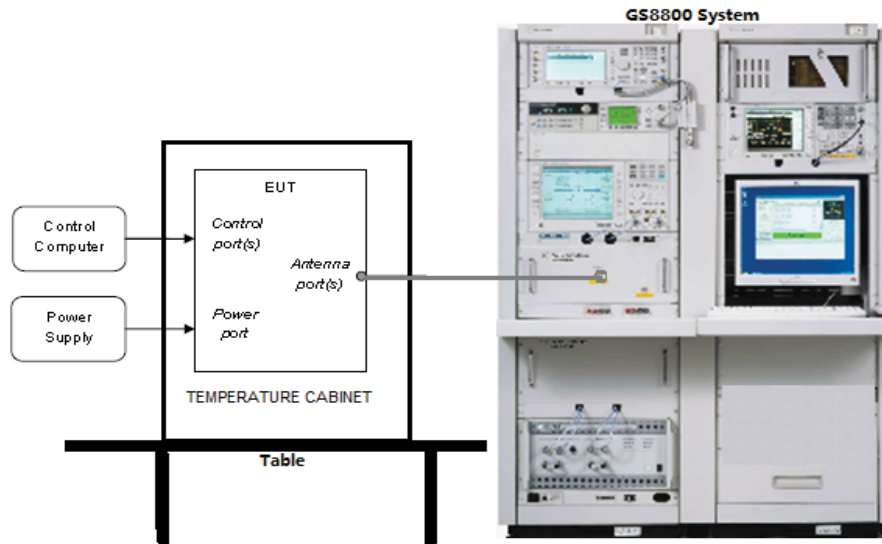 GS8800 System
EUT
Control
Computer
Control
port(s)
Antenna
port(s)
Power
Supply
Power
port
TEMPERATURE CABINET
Table